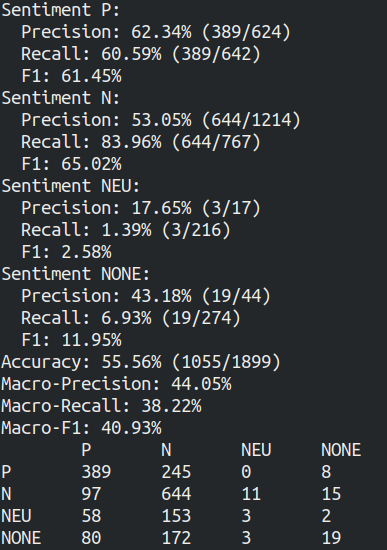 Sentiment P:
Precision: 62.34% (389/624)
Recall: 60.59% (389/642)
F1: 61.45%
Sentiment N:
Precision: 53.05% (644/1214)
Recall: 83.96% (644/767)
F1: 65.02%
Sentiment NEU:
Precision: 17.65% (3/17)
Recall: 1.39% (3/216)
F1: 2.58%
Sentiment NONE:
Precision: 43.18% (19/44)
Recall: 6.93% (19/274)
F1: 11.95%
Accuracy: 55.56% (1055/1899)
Macro-Precision: 44.05%
Macro-Recall: 38.22%
Macro-F1: 40.93%
P N NEU NONE
P 389 245 0 8
N 97 644 11 15
NEU 58 153 3 2
NONE 80 172 3 19